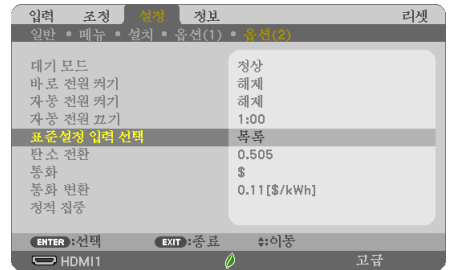 입력 조정 설정 정보 리셋
일반 • 메뉴 • 설치 • 옵션(1) • 옵션(2)
대기 모드 정상
바로 전원 켜기 해제
자동 전원 켜기 해제
자동 전원 끄기 1:00
표준설정 입력 선택 목록
탄소 전환 0.505
통화 $
통화 변환 0.11[$/kWh]
정적 집중
ENTER :선택 EXIT :종료 :이동
HDMI1 고급